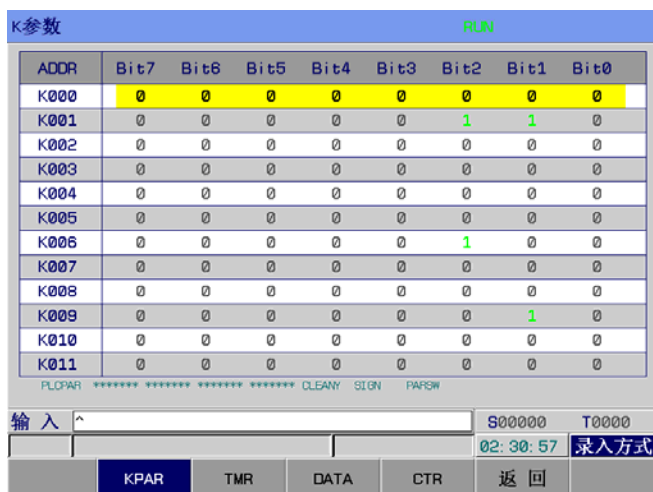 K参数 RUN
ADDR Bit7 Bit6 Bit5 Bit4 Bit3 Bit2 Bit1 Bit0
K000 0 0 0 0 0 0 0 0
K001 0 0 0 0 0 1 1 0
K002 0 0 0 0 0 0 0 0
K003 0 0 0 0 0 0 0 0
K004 0 0 0 0 0 0 0 0
K005 0 0 0 0 0 0 0 0
K006 0 0 0 0 0 1 0 0
K007 0 0 0 0 0 0 0 0
K008 0 0 0 0 0 0 0 0
K009 0 0 0 0 0 0 1 0
K010 0 0 0 0 0 0 0 0
K011 0 0 0 0 0 0 0 0
PLCPAR ******* ******* ******* ******* CLEANY SIGN PARSW
输入 ^ S00000 T0000
02:30:57 录入方式
KPAR TMR DATA CTR 返回